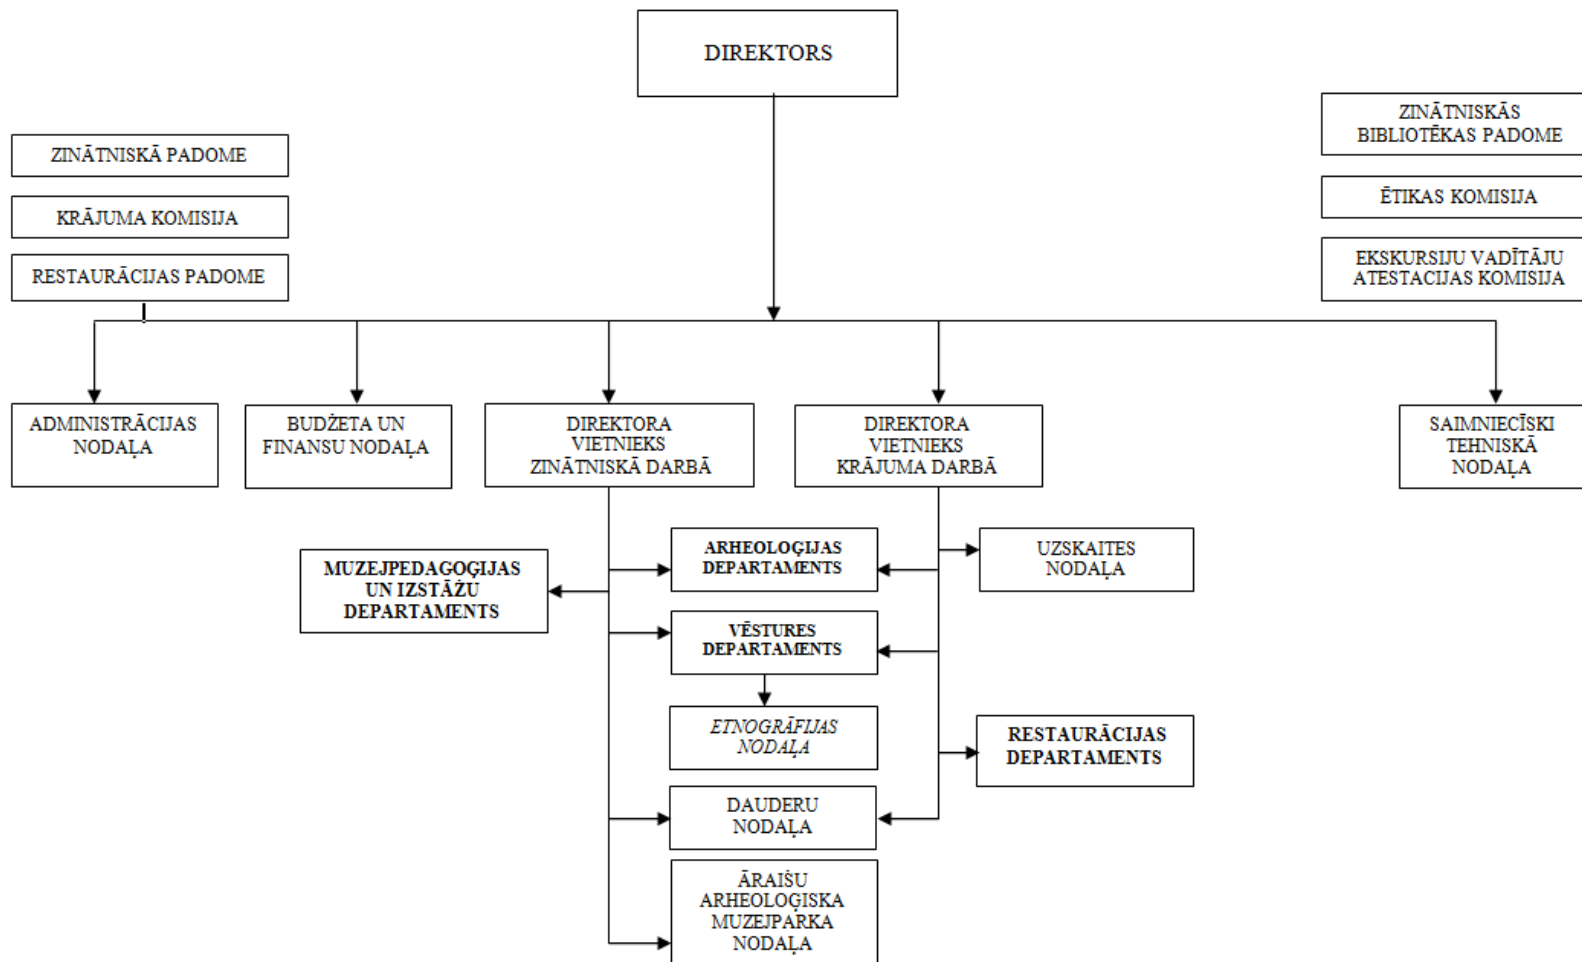 DIREKTORS
ZINĀTNISKĀ PADOME
KRĀJUMA KOMISIJA
RESTAURĀCIJAS PADOME
ZINĀTNISKĀS
BIBLIOTĒKAS PADOME
ĒTIKAS KOMISIJA
EKSKURSIJU VADĪTĀJU
ATESTACIJAS KOMISIJA
ADMINISTRĀCIJAS
NODAĻA
BUDŽETA UN
FINANSU NODAĻA
DIREKTORA
VIETNIEKS
ZINĀTNISKĀ DARBĀ
DIREKTORA
VIETNIEKS
KRĀJUMA DARBĀ
SAIMNIECĪSKI
TEHNISKĀ
NODAĻA
MUZEJPEDAGOĢIJAS
UN IZSTĀŽU
DEPARTAMENTS
ARHEOLOĢIJAS
DEPARTAMENTS
UZSKAITES
NODAĻA
VĒSTURES
DEPARTAMENTS
ETNOGRĀFIJAS
NODAĻA
RESTAURĀCIJAS
DEPARTAMENTS
DAUDERU
NODAĻA
ĀRAIŠU
ARHEOLOĢISKA
MUZEJPARKA
NODAĻA